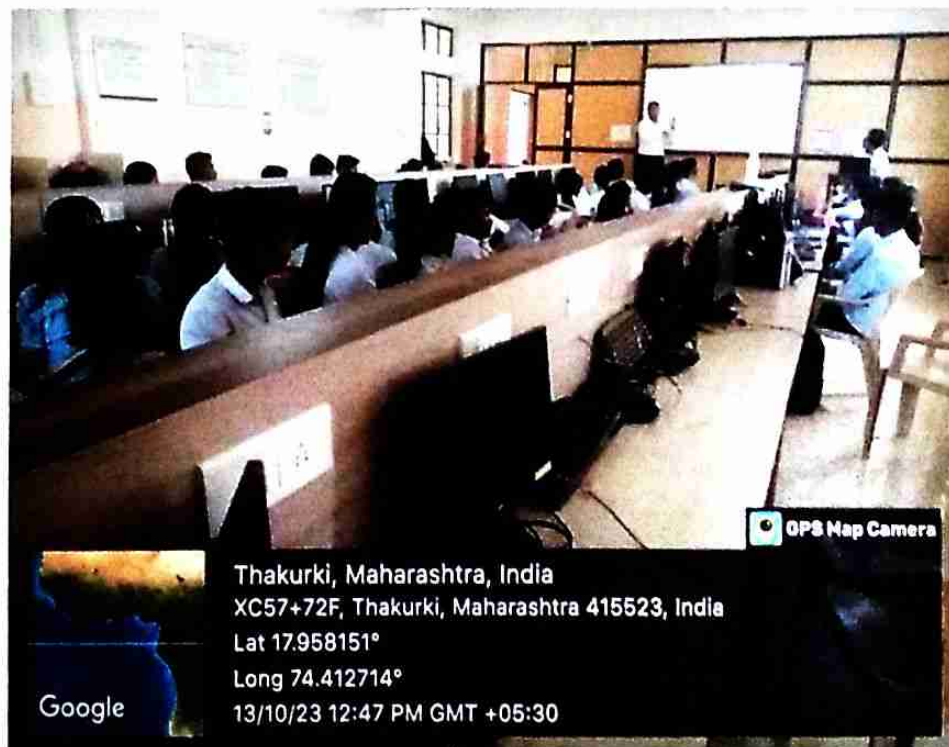 GPS Map Camera
Thakurki, Maharashtra, India
XC57+72F, Thakurki, Maharashtra 415523, India
Lat 17.958151°
Long 74.412714°
13/10/23 12:47 PM GMT +05:30
Google